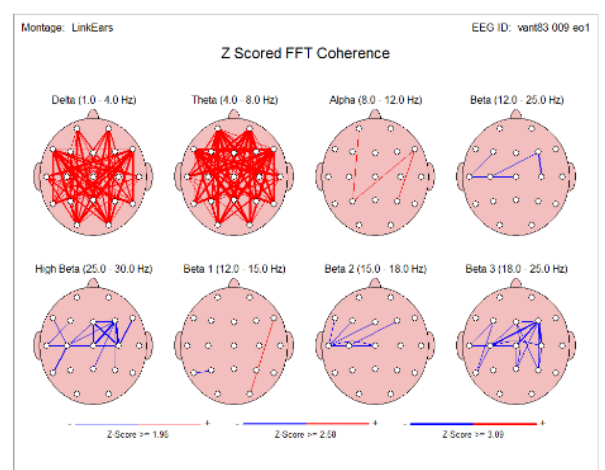 Montage: LinkEars EEG ID: vant83 009 eo1
Z Scored FFT Coherence
Delta (1.0 - 4.0 Hz) Theta (4.0 - 8.0 Hz) Alpha (8.0 - 12.0 Hz) Beta (12.0 - 25.0 Hz)
High Beta (25.0 - 30.0 Hz) Beta 1 (12.0 - 15.0 Hz) Beta 2 (15.0 - 18.0 Hz) Beta 3 (18.0 - 25.0 Hz)
- + - + - +
Z-Score >= 1.96 Z-Score >= 2.58 Z-Score >= 3.09